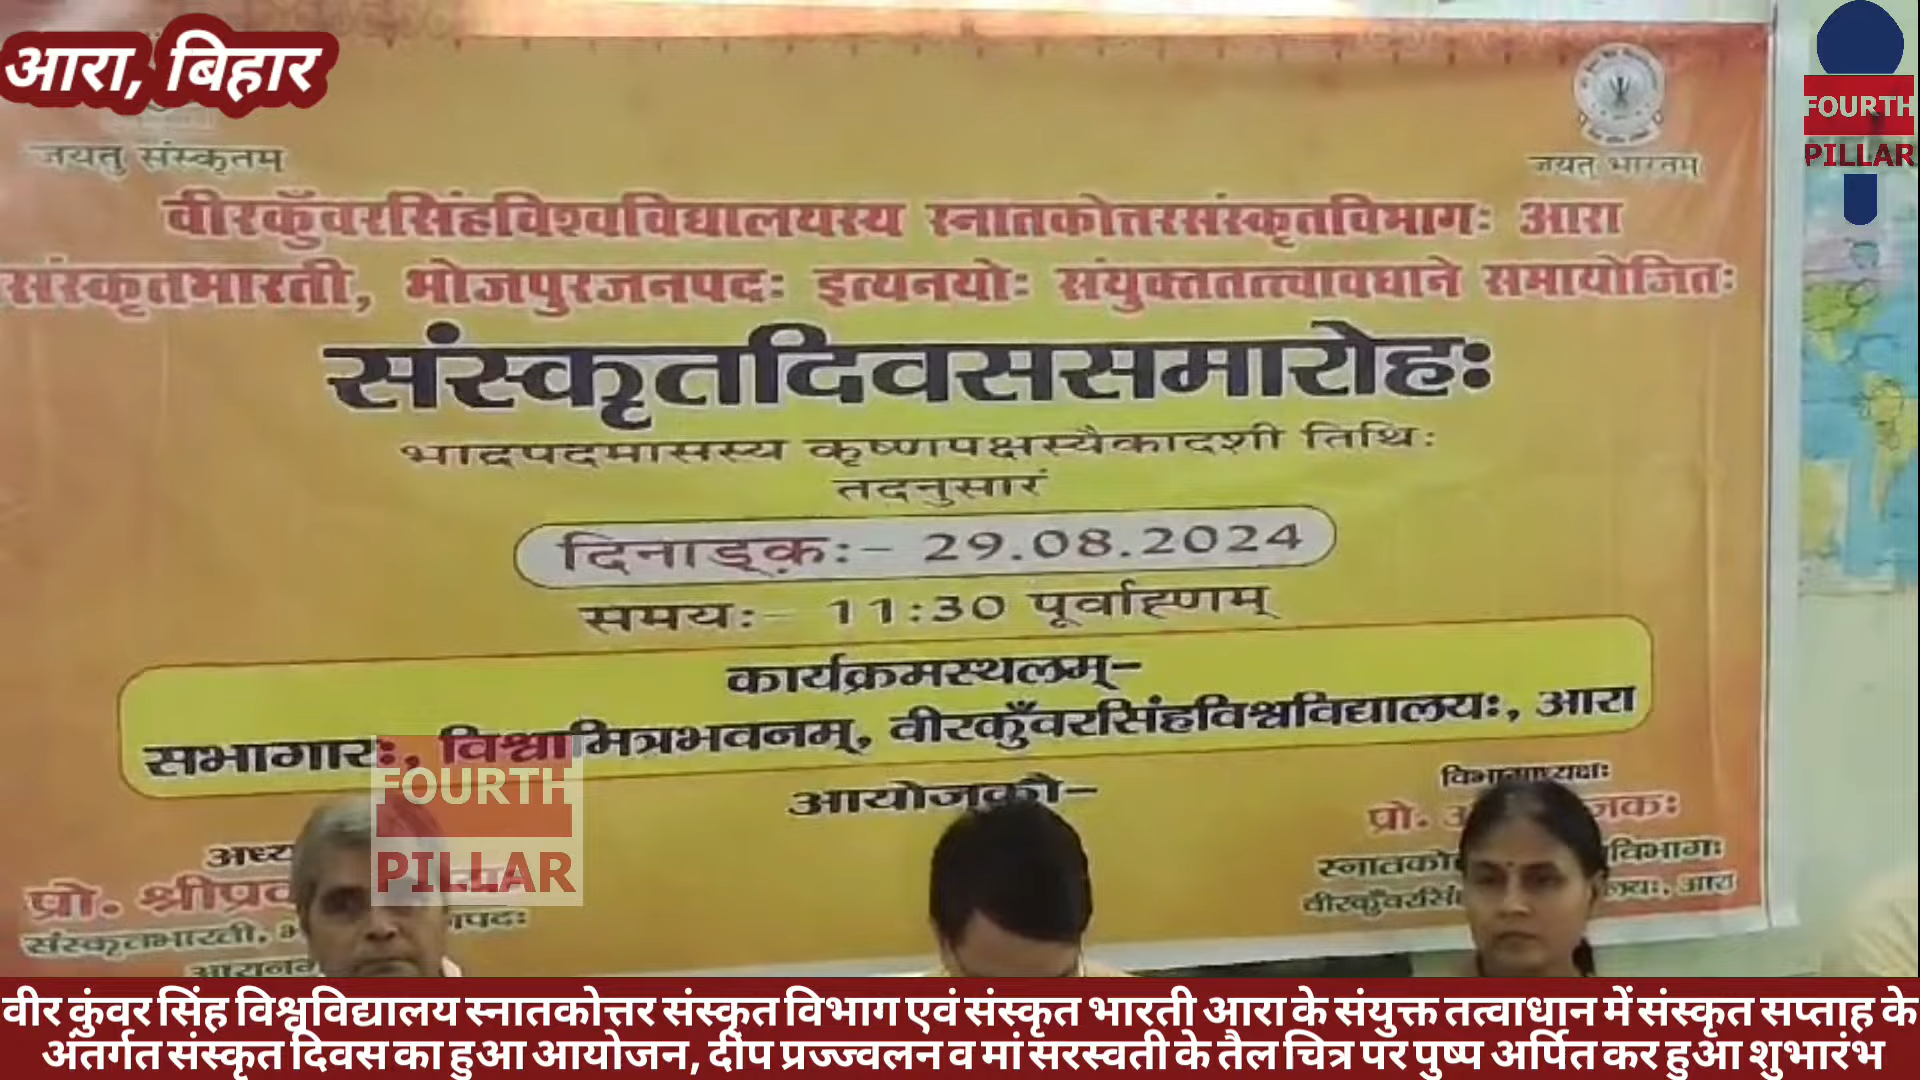 आरा, बिहार
FOURTH
PILLAR
जयतु संस्कृतम्
जयतु भारतम्
वीरकुँवरसिंहविश्वविद्यालयस्य स्नातकोत्तरसंस्कृतविभागः आरा
संस्कृतभारती, भोजपुरजनपदः इत्यनयोः संयुक्ततत्त्वावधाने समायोजितः
संस्कृतदिवससमारोहः
भाद्रपदमासस्य कृष्णपक्षस्यैकादशी तिथिः
तदनुसारं
दिनाड्क़ः- 29.08.2024
समयः- 11:30 पूर्वाह्णम्
कार्यक्रमस्थलम्-
सभागारः, विश्वामित्रभवनम्, वीरकुँवरसिंहविश्वविद्यालयः, आरा
आयोजकौ-
विभागाध्यक्षः
प्रो.
संस्कृतभारती,
प्रो.
FOURTH
PILLAR
वीर कुंवर सिंह विश्वविद्यालय स्नातकोत्तर संस्कृत विभाग एवं संस्कृत भारती आरा के संयुक्त तत्वाधान में संस्कृत सप्ताह के
अंतर्गत संस्कृत दिवस का हुआ आयोजन, दीप प्रज्ज्वलन व मां सरस्वती के तैल चित्र पर पुष्प अर्पित कर हुआ शुभारंभ